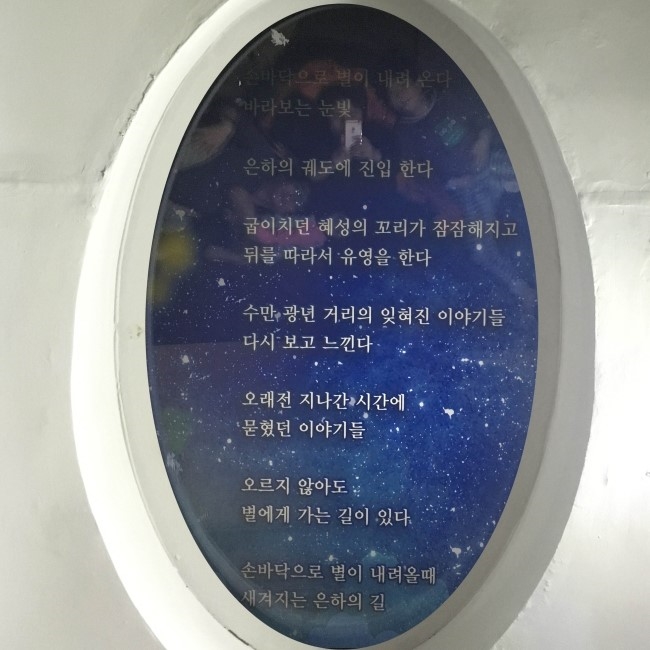 손바닥으로 별이 내려 온다
바라보는 눈빛
은하의 궤도에 진입 한다
굽이치던 혜성의 꼬리가 잠잠해지고
뒤를 따라서 유영을 한다
수만 광년 거리의 잊혀진 이야기들
다시 보고 느낀다
오래전 지나간 시간에
묻혔던 이야기들
오르지 않아도
별에게 가는 길이 있다
손바닥으로 별이 내려올때
새겨지는 은하의 길